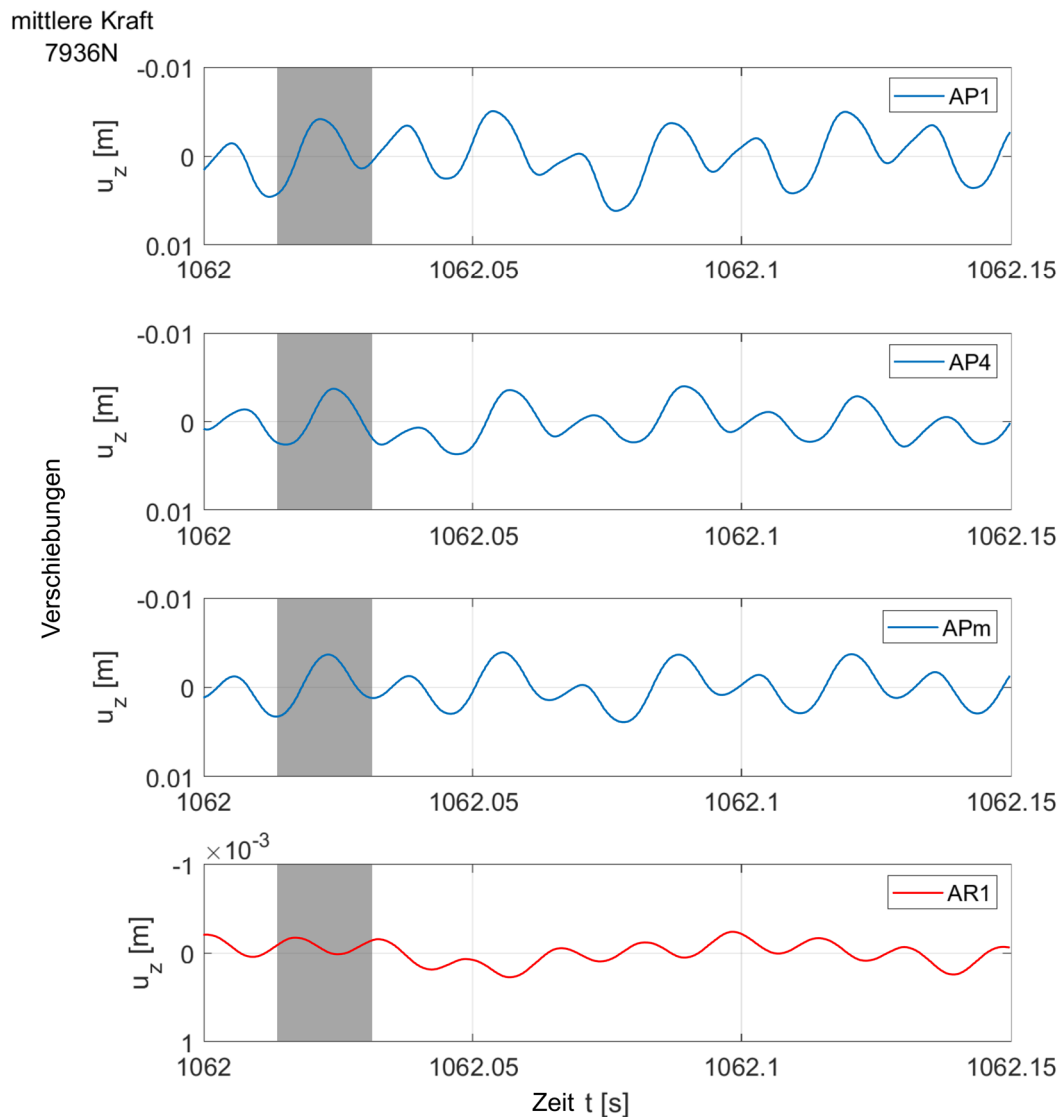 mittlere Kraft
7936N
-0.01
AP1
u_z [m]
0
0.01
1062 1062.05 1062.1 1062.15
-0.01
AP4
u_z [m]
0
0.01
1062 1062.05 1062.1 1062.15
Verschiebungen
-0.01
APm
u_z [m]
0
0.01
1062 1062.05 1062.1 1062.15
× 10^-3
-1
AR1
u_z [m]
0
1
1062 1062.05 1062.1 1062.15
Zeit t [s]